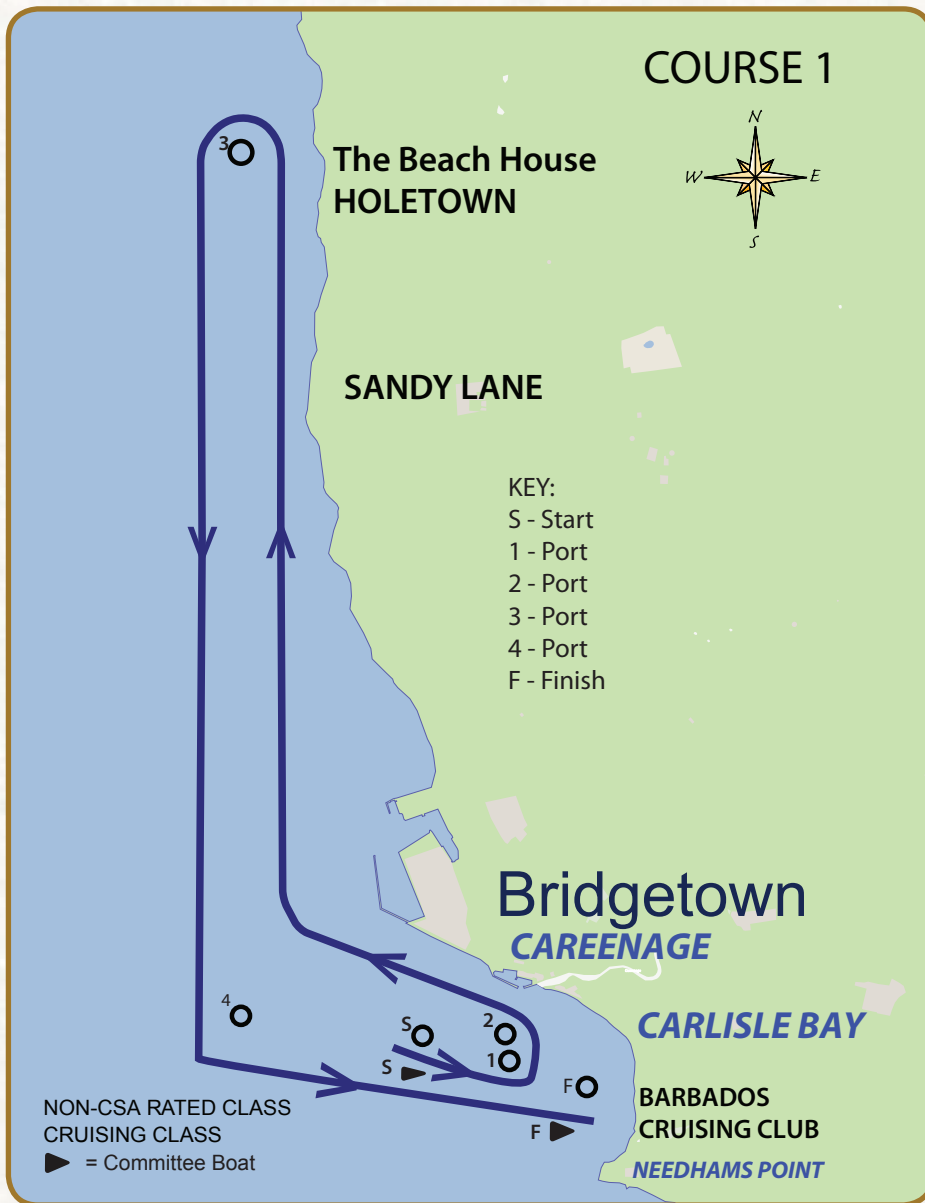 COURSE 1
N
W
E
S
3
The Beach House
HOLETOWN
SANDY LANE
KEY:
S - Start
1 - Port
2 - Port
3 - Port
4 - Port
F - Finish
Bridgetown
CAREENAGE
4
S
2
1
S
F
F
CARLISLE BAY
BARBADOS
CRUISING CLUB
NEEDHAMS POINT
NON-CSA RATED CLASS
CRUISING CLASS
= Committee Boat